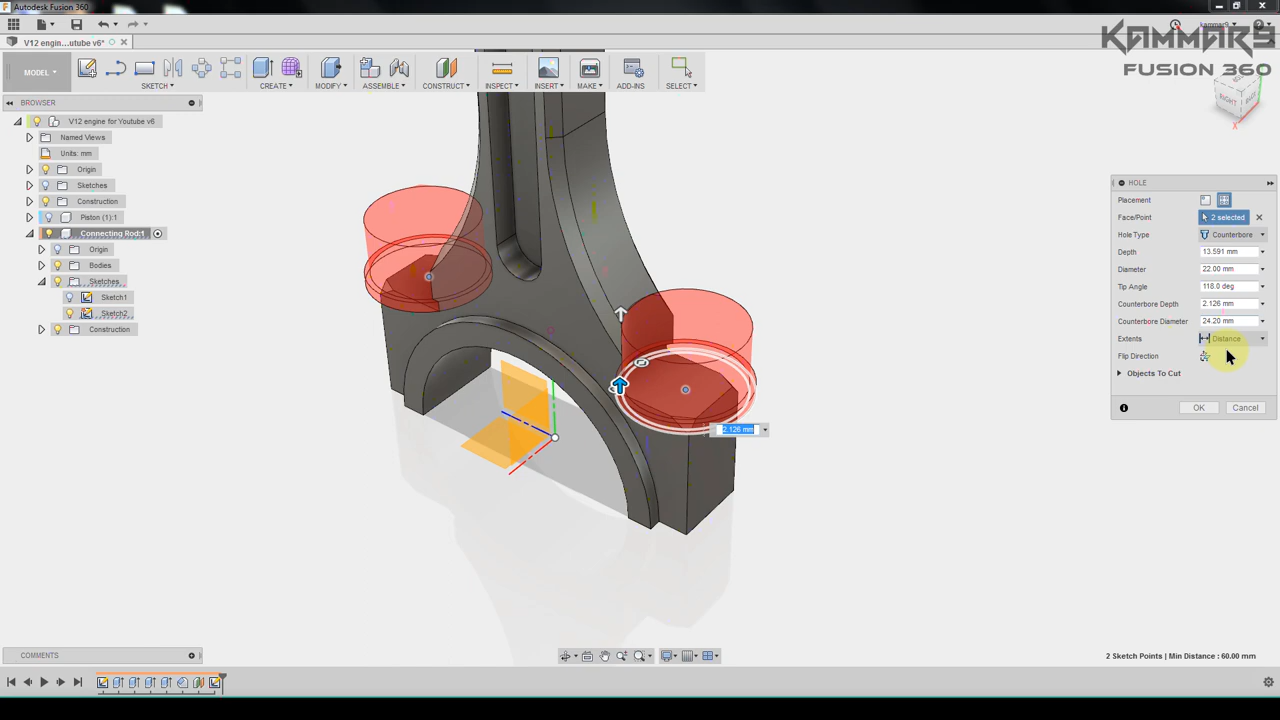 Autodesk Fusion 360
KAMMAR9
FUSION 360
kammar9
V12 engin...utube v6*
MODEL
SKETCH
CREATE
MODIFY
ASSEMBLE
CONSTRUCT
INSPECT
INSERT
MAKE
ADD-INS
SELECT
RIGHT
BACK
X
BROWSER
V12 engine for Youtube v6
Named Views
Units: mm
Origin
Sketches
Construction
Piston (1):1
Connecting Rod:1
Origin
Bodies
Sketches
Sketch1
Sketch2
Construction
HOLE
Placement
Face/Point 2 selected
Hole Type Counterbore
Depth 13.591 mm
Diameter 22.00 mm
Tip Angle 118.0 deg
Counterbore Depth 2.126 mm
Counterbore Diameter 24.20 mm
Extents Distance
Flip Direction
Objects To Cut
OK Cancel
2.126 mm
COMMENTS
2 Sketch Points | Min Distance : 60.00 mm